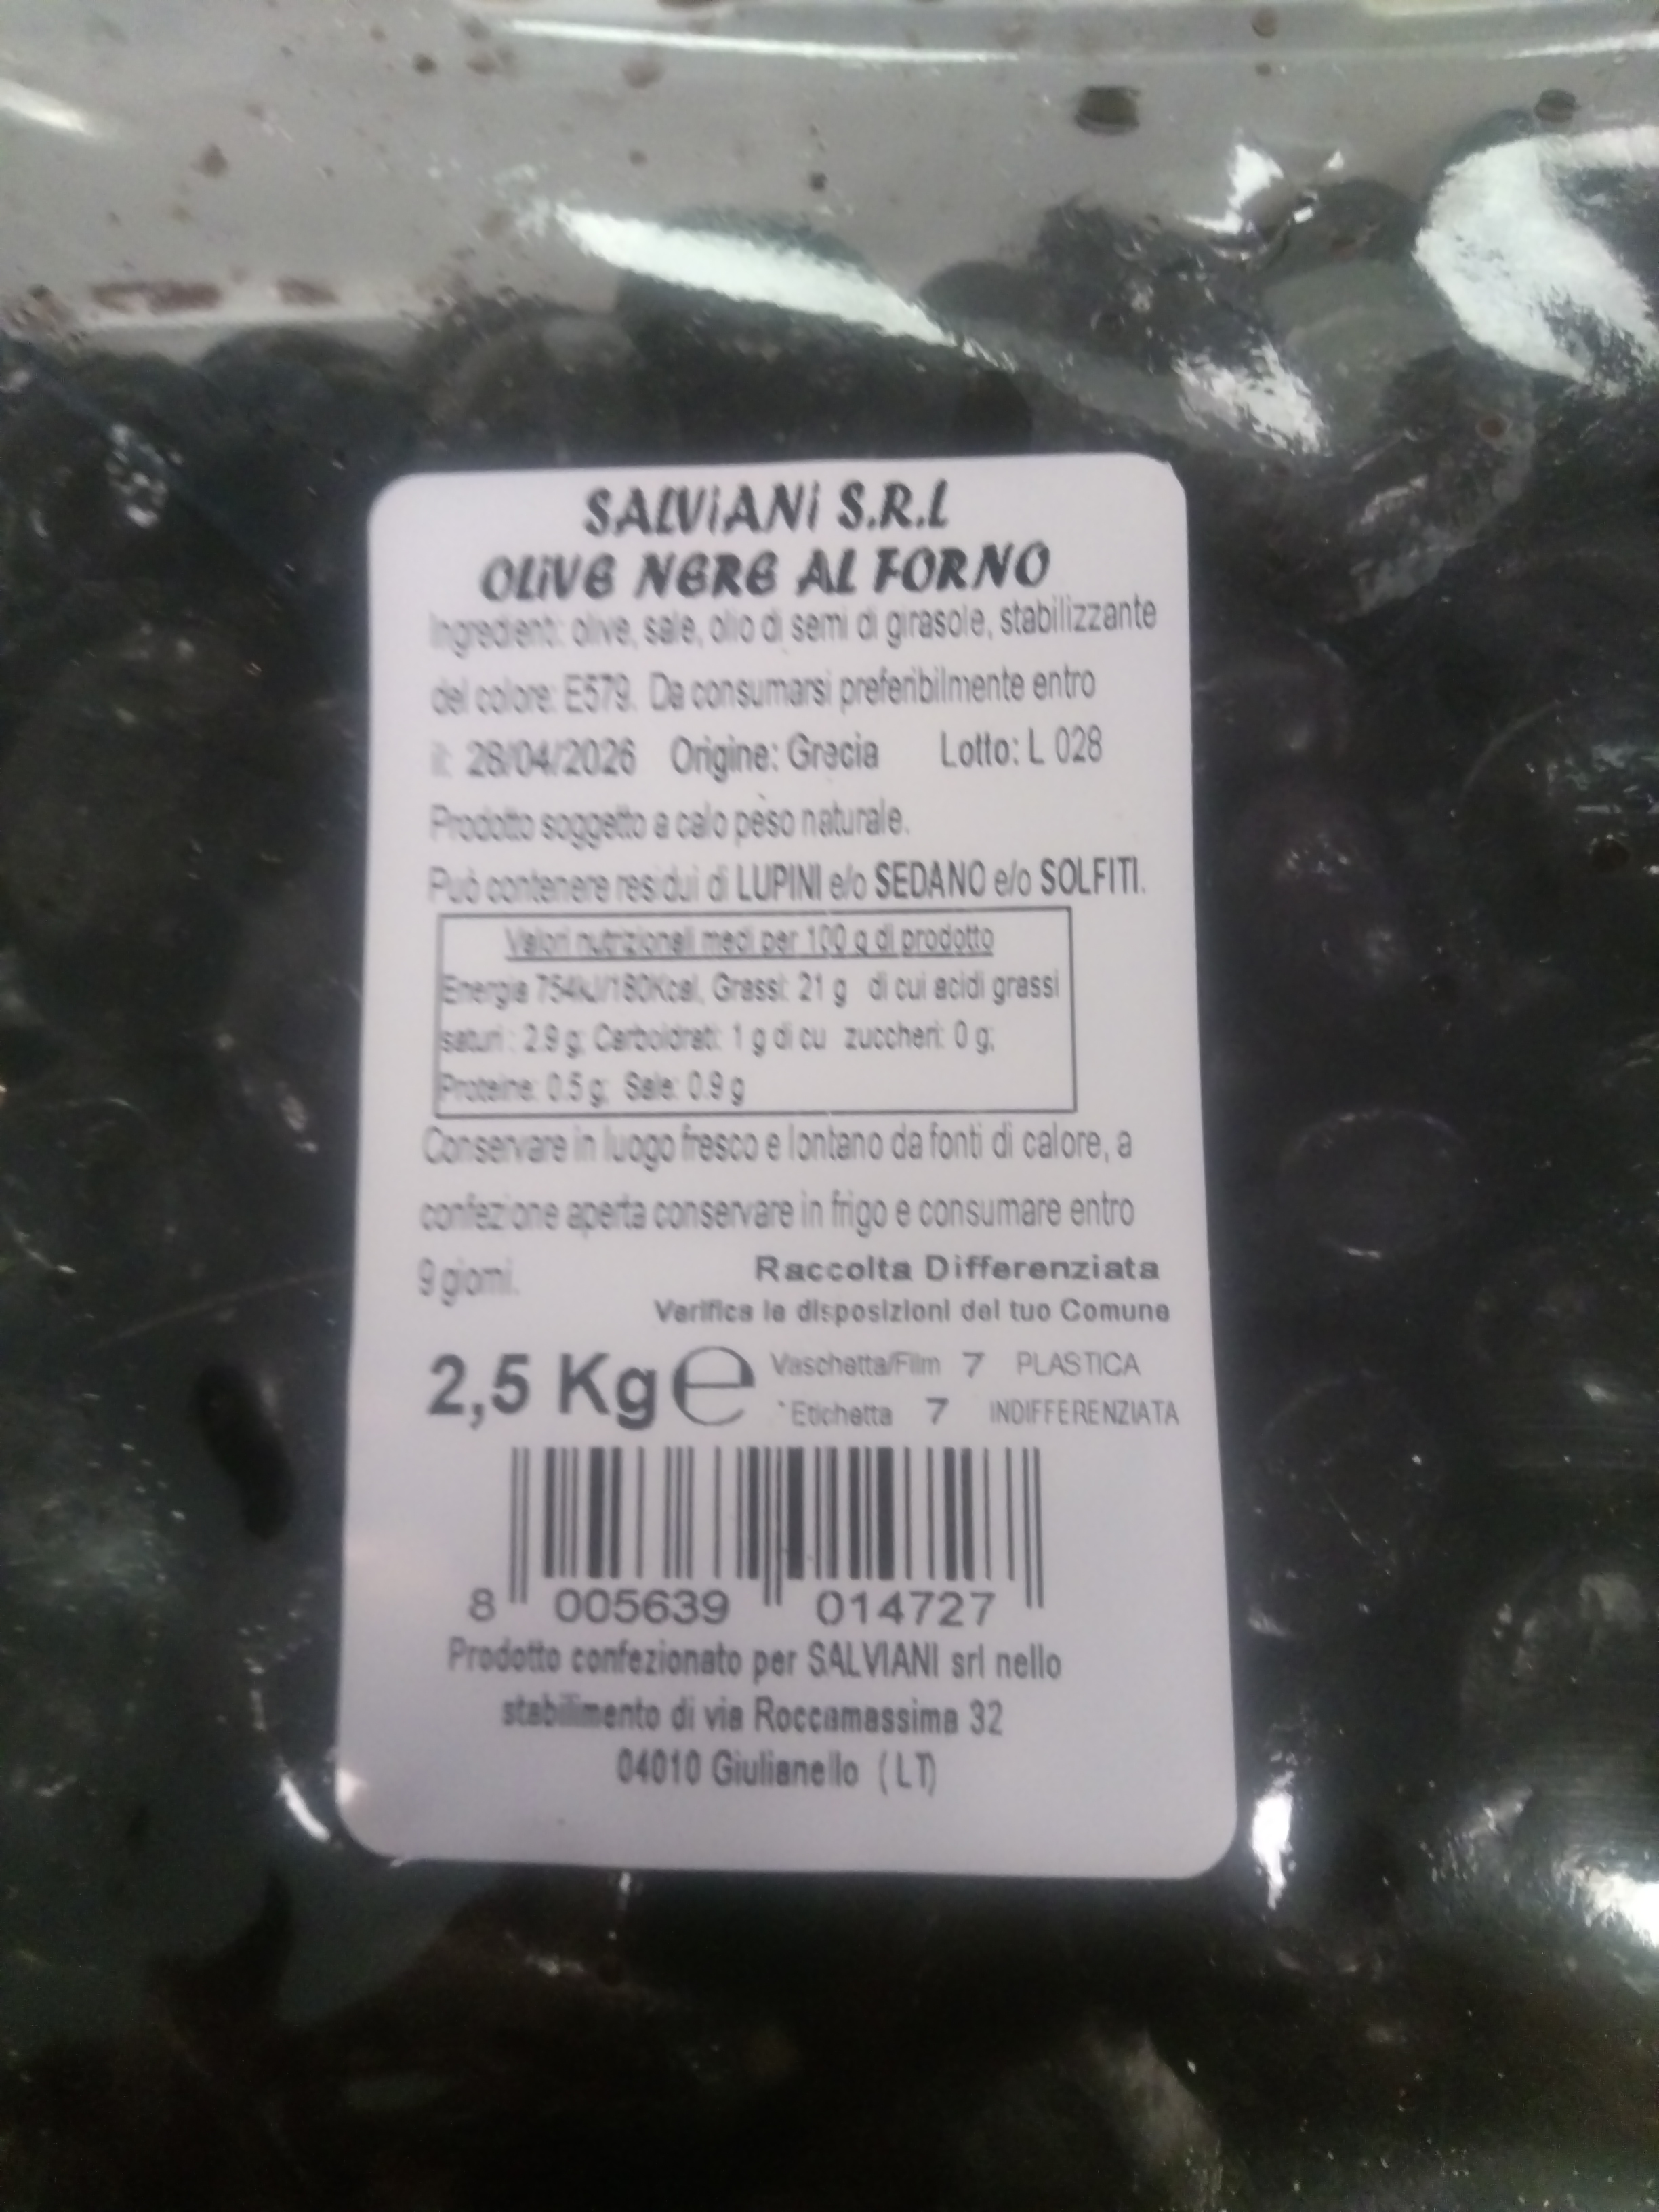 SALVIANI S.R.L
OLIVE NERE AL FORNO
Ingredienti: olive, sale, olio di semi di girasole, stabilizzante
del colore: E579. Da consumarsi preferibilmente entro
il: 28/04/2026 Origine: Grecia Lotto: L 028
Prodotto soggetto a calo peso naturale.
Può contenere residui di LUPINI e/o SEDANO e/o SOLFITI.
Valori nutrizionali medi per 100 g di prodotto
Energia 754kJ/180Kcal, Grassi: 21 g di cui acidi grassi
saturi : 2.9 g; Carboidrati: 1 g di cu zuccheri: 0 g;
Proteine: 0.5 g; Sale: 0.9 g
Conservare in luogo fresco e lontano da fonti di calore, a
confezione aperta conservare in frigo e consumare entro
9 giorni. Raccolta Differenziata
Verifica le disposizioni del tuo Comune
2,5 Kg ℮ Vaschetta/Film 7 PLASTICA
Etichetta 7 INDIFFERENZIATA
8 005639 014727
Prodotto confezionato per SALVIANI srl nello
stabilimento di via Roccamassima 32
04010 Giulianello (LT)